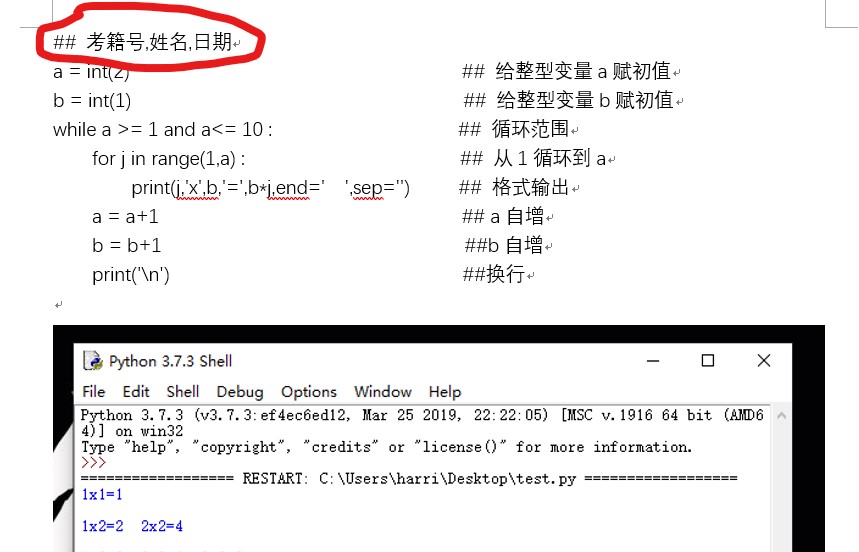 ## 考籍号,姓名,日期
a = int(2) ## 给整型变量 a 赋初值
b = int(1) ## 给整型变量 b 赋初值
while a >= 1 and a<= 10 : ## 循环范围
for j in range(1,a) : ## 从 1 循环到 a
print(j,'x',b,'=',b*j,end='  ',sep='') ## 格式输出
a = a+1 ## a 自增
b = b+1 ##b 自增
print('\n') ##换行
Python 3.7.3 Shell
File Edit Shell Debug Options Window Help
Python 3.7.3 (v3.7.3:ef4ec6ed12, Mar 25 2019, 22:22:05) [MSC v.1916 64 bit (AMD6
4)] on win32
Type "help", "copyright", "credits" or "license()" for more information.
>>>
================== RESTART: C:\Users\harri\Desktop\test.py ==================
1x1=1
1x2=2 2x2=4